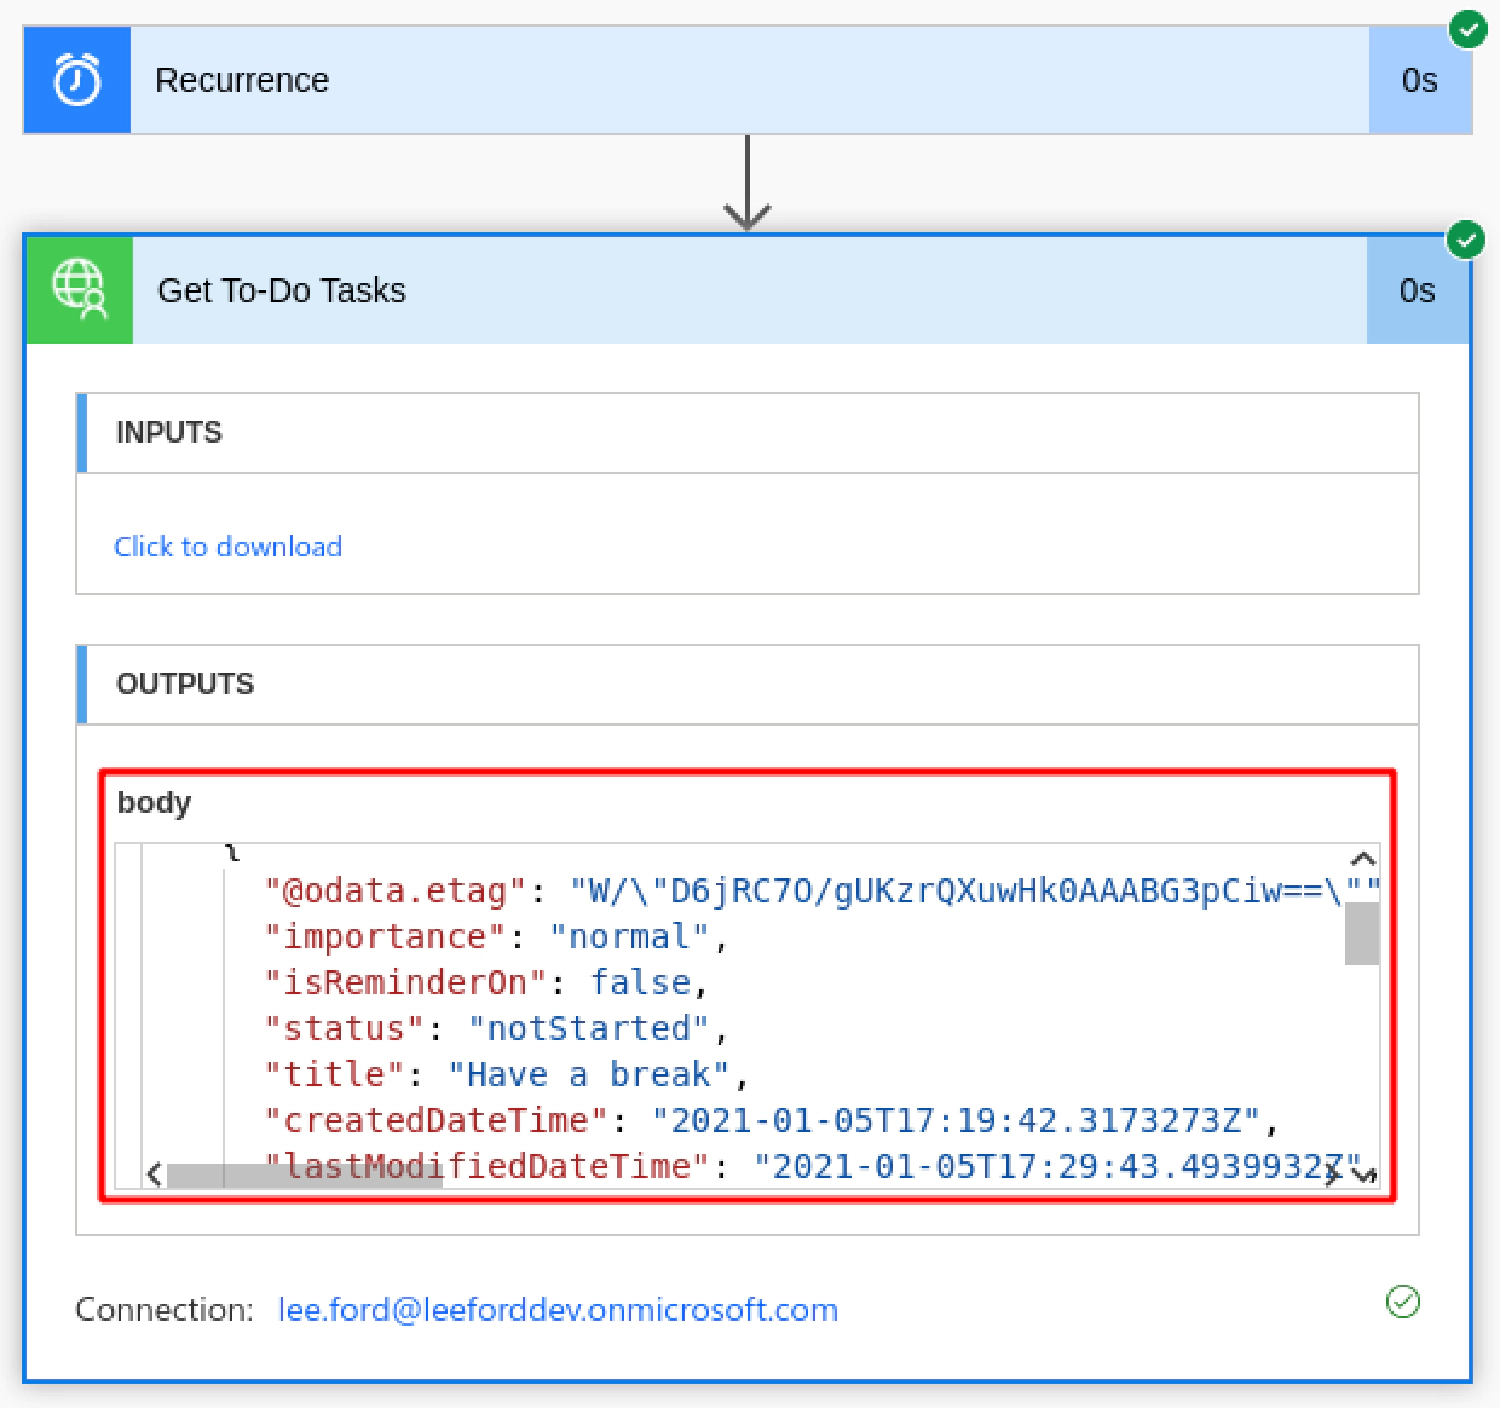 Recurrence
0s
Get To-Do Tasks
0s
INPUTS
Click to download
OUTPUTS
body
{
"@odata.etag": "W/\"D6jRC7O/gUKzrQXuwHk0AAABG3pCiw==\""
"importance": "normal",
"isReminderOn": false,
"status": "notStarted",
"title": "Have a break",
"createdDateTime": "2021-01-05T17:19:42.3173273Z",
"lastModifiedDateTime": "2021-01-05T17:29:43.4939932Z",
Connection: lee.ford@leeforddev.onmicrosoft.com